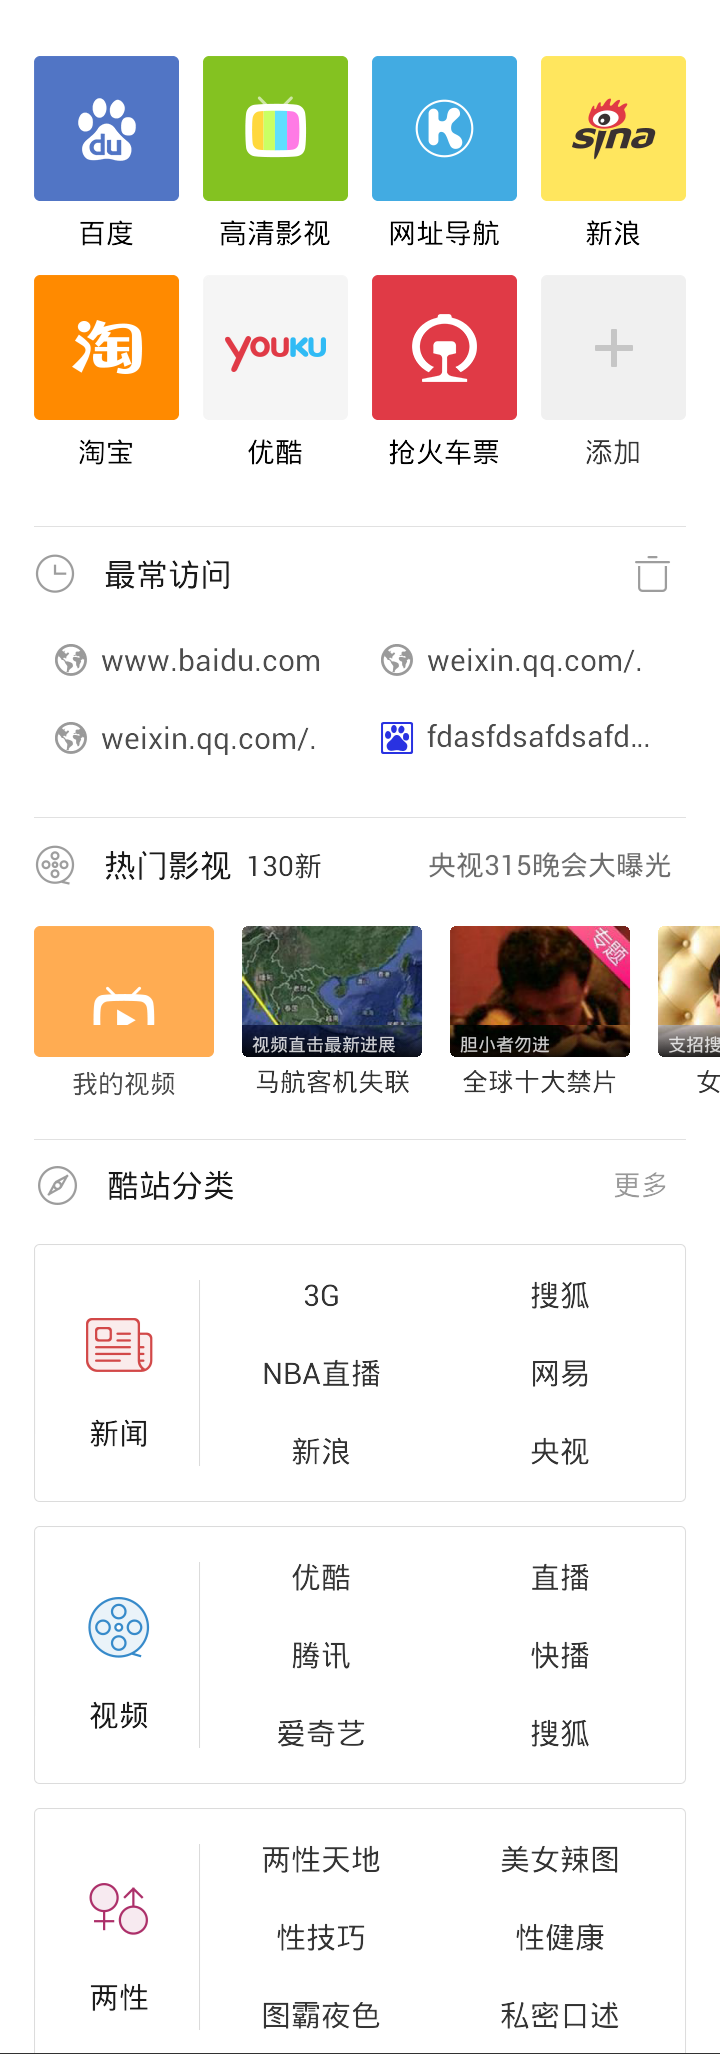 du
sina
百度
高清影视
网址导航
新浪
淘
YOUKU
淘宝
优酷
抢火车票
添加
最常访问
www.baidu.com
weixin.qq.com/.
weixin.qq.com/.
fdasfdsafdsafd...
热门影视 130新
央视315晚会大曝光
专题
视频直击最新进展
胆小者勿进
支招搜
我的视频
马航客机失联
全球十大禁片
女
酷站分类
更多
新闻
3G
搜狐
NBA直播
网易
新浪
央视
视频
优酷
直播
腾讯
快播
爱奇艺
搜狐
两性
两性天地
美女辣图
性技巧
性健康
图霸夜色
私密口述